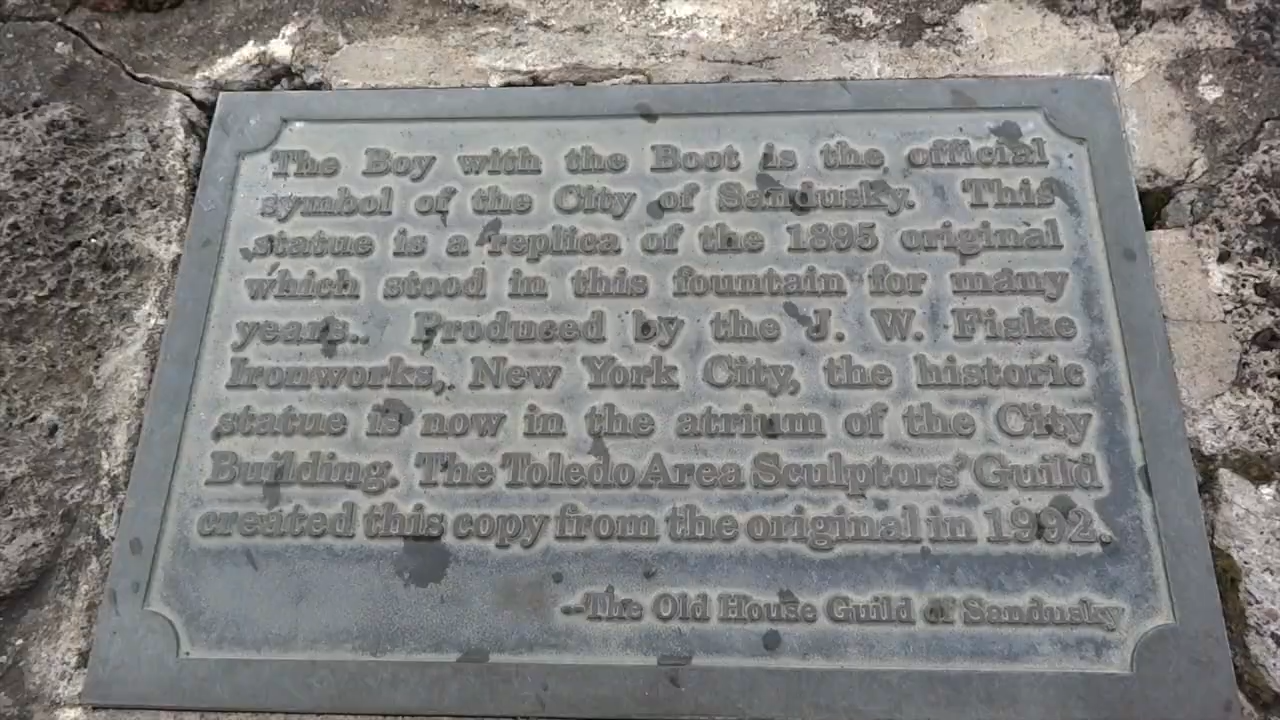 The Boy with the Boot is the official
symbol of the City of Sandusky. This
statue is a replica of the 1895 original
which stood in this fountain for many
years.. Produced by the J. W. Fiske
Ironworks, New York City, the historic
statue is now in the atrium of the City
Building. The Toledo Area Sculptors' Guild
created this copy from the original in 1992.
-The Old House Guild of Sandusky